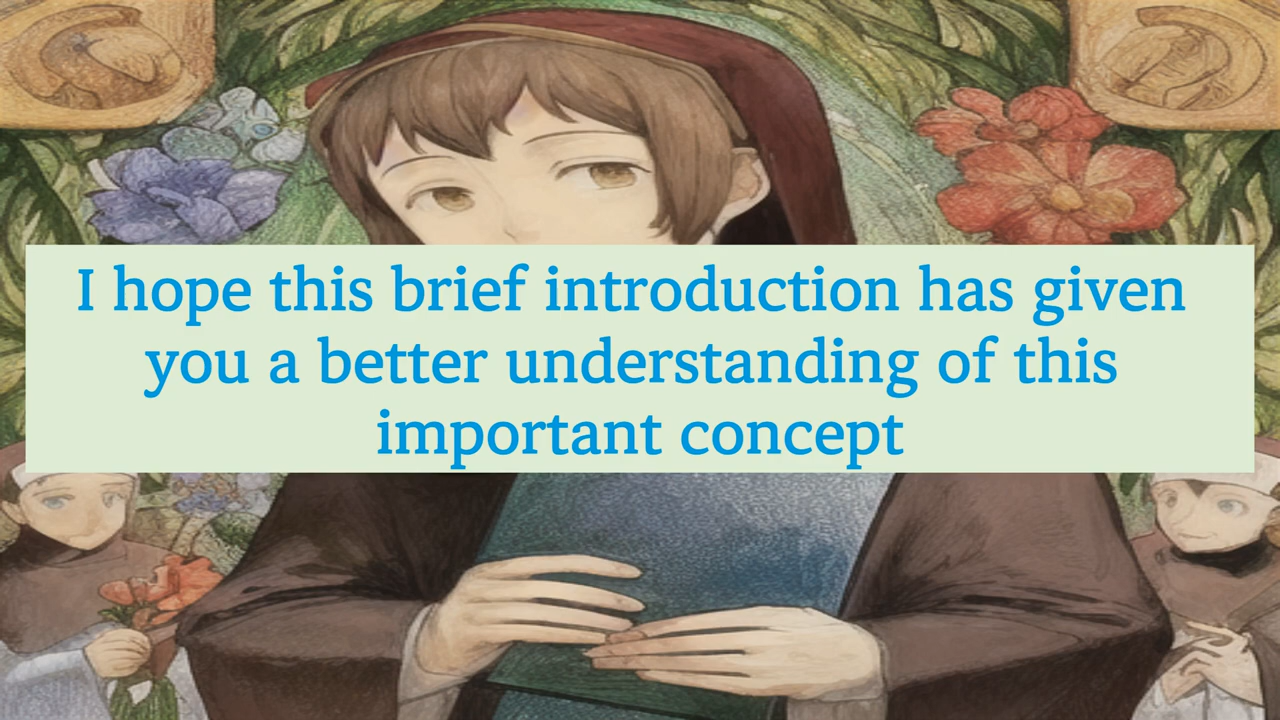 I hope this brief introduction has given
you a better understanding of this
important concept